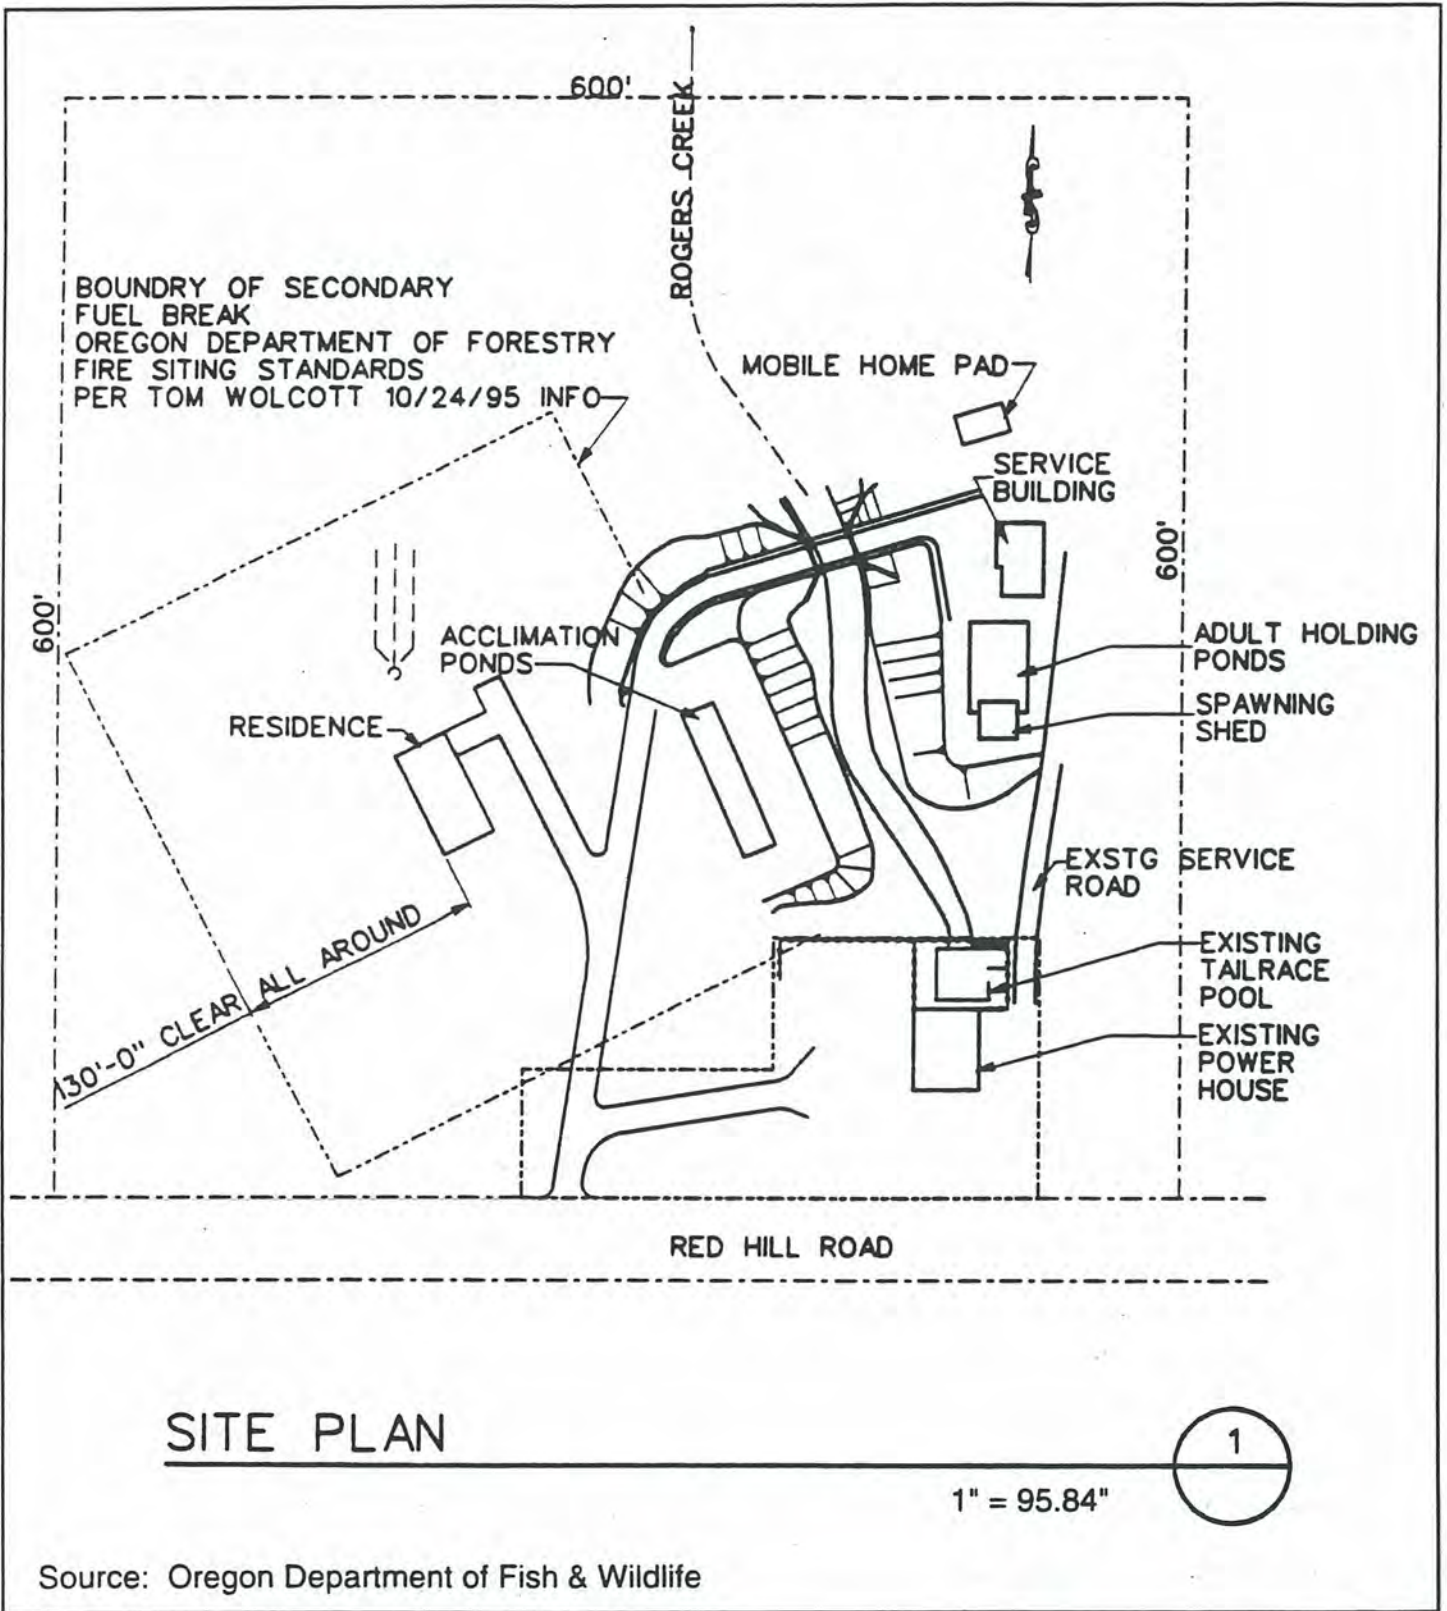 600'
ROGERS CREEK
BOUNDRY OF SECONDARY
FUEL BREAK
OREGON DEPARTMENT OF FORESTRY
FIRE SITING STANDARDS
PER TOM WOLCOTT 10/24/95 INFO
MOBILE HOME PAD
SERVICE
BUILDING
600'
600'
ACCLIMATION
PONDS
ADULT HOLDING
PONDS
RESIDENCE
SPAWNING
SHED
EXSTG SERVICE
ROAD
130'-0" CLEAR ALL AROUND
EXISTING
TAILRACE
POOL
EXISTING
POWER
HOUSE
RED HILL ROAD
SITE PLAN
1
1" = 95.84"
Source: Oregon Department of Fish & Wildlife